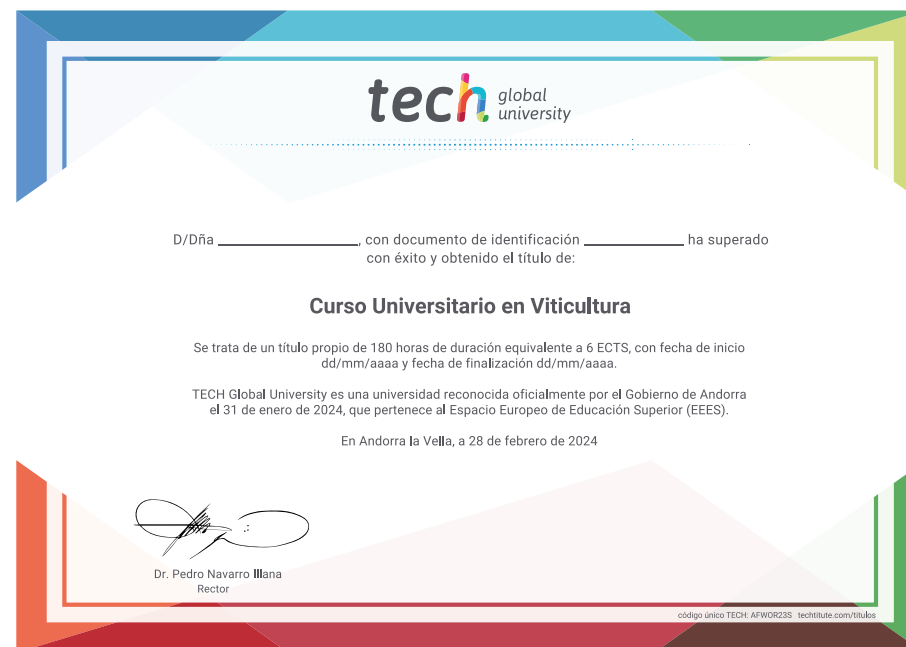 tech global university
D/Dña ____________________, con documento de identificación ______________ ha superado
con éxito y obtenido el título de:
Curso Universitario en Viticultura
Se trata de un título propio de 180 horas de duración equivalente a 6 ECTS, con fecha de inicio
dd/mm/aaaa y fecha de finalización dd/mm/aaaa.
TECH Global University es una universidad reconocida oficialmente por el Gobierno de Andorra
el 31 de enero de 2024, que pertenece al Espacio Europeo de Educación Superior (EEES).
En Andorra la Vella, a 28 de febrero de 2024
Dr. Pedro Navarro Illana
Rector
código único TECH: AFWOR23S techtitute.com/titulos